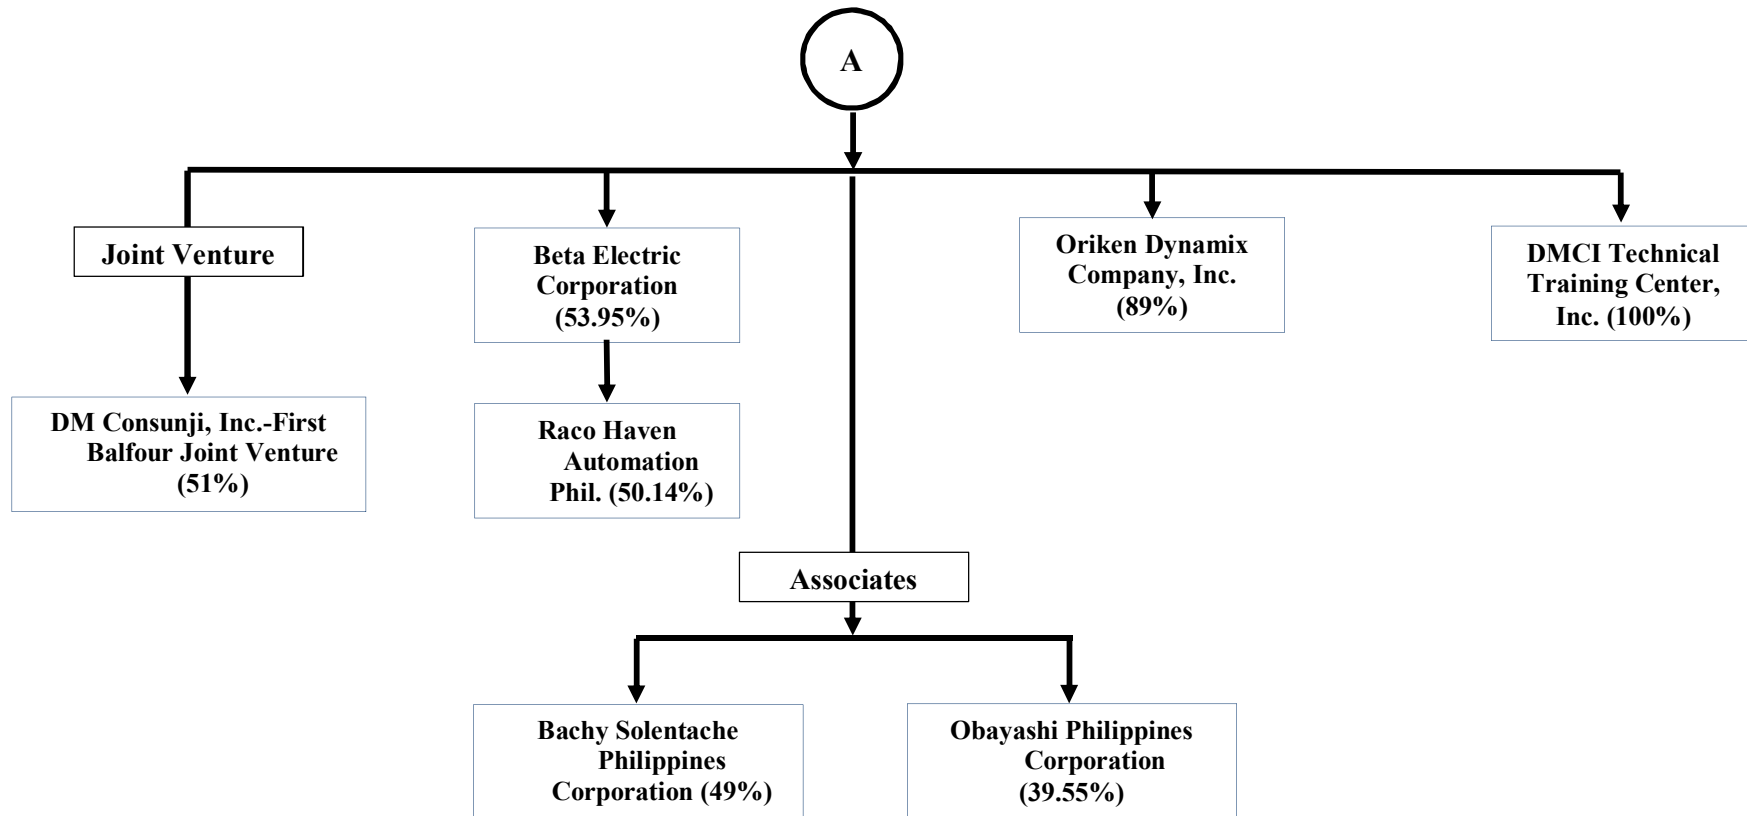 A
Joint Venture
Beta Electric
Corporation
(53.95%)
Oriken Dynamix
Company, Inc.
(89%)
DMCI Technical
Training Center,
Inc. (100%)
DM Consunji, Inc.-First
Balfour Joint Venture
(51%)
Raco Haven
Automation
Phil. (50.14%)
Associates
Bachy Solentache
Philippines
Corporation (49%)
Obayashi Philippines
Corporation
(39.55%)